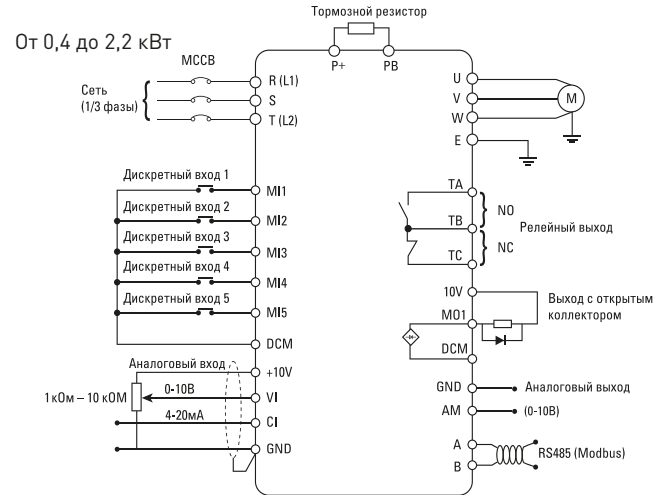 От 0,4 до 2,2 кВт
Тормозной резистор
P+
PB
MCCB
Сеть
(1/3 фазы)
R (L1)
S
T (L2)
U
V
W
M
E
Дискретный вход 1
MI1
Дискретный вход 2
MI2
Дискретный вход 3
MI3
Дискретный вход 4
MI4
Дискретный вход 5
MI5
DCM
TA
TB
TC
NO
NC
Релейный выход
10V
MO1
DCM
Выход с открытым
коллектором
Аналоговый вход
+10V
1 кОм – 10 кОМ
0-10В
VI
4-20мА
CI
GND
GND
Аналоговый выход
AM
(0-10В)
A
B
RS485 (Modbus)